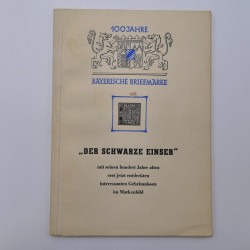 100 JAHRE
BAYERISCHE BRIEFMARKE
„DER SCHWARZE EINSER“
mit seinen hundert Jahre alten
erst jetzt entdeckten
interessanten Geheimnissen
im Markenbild